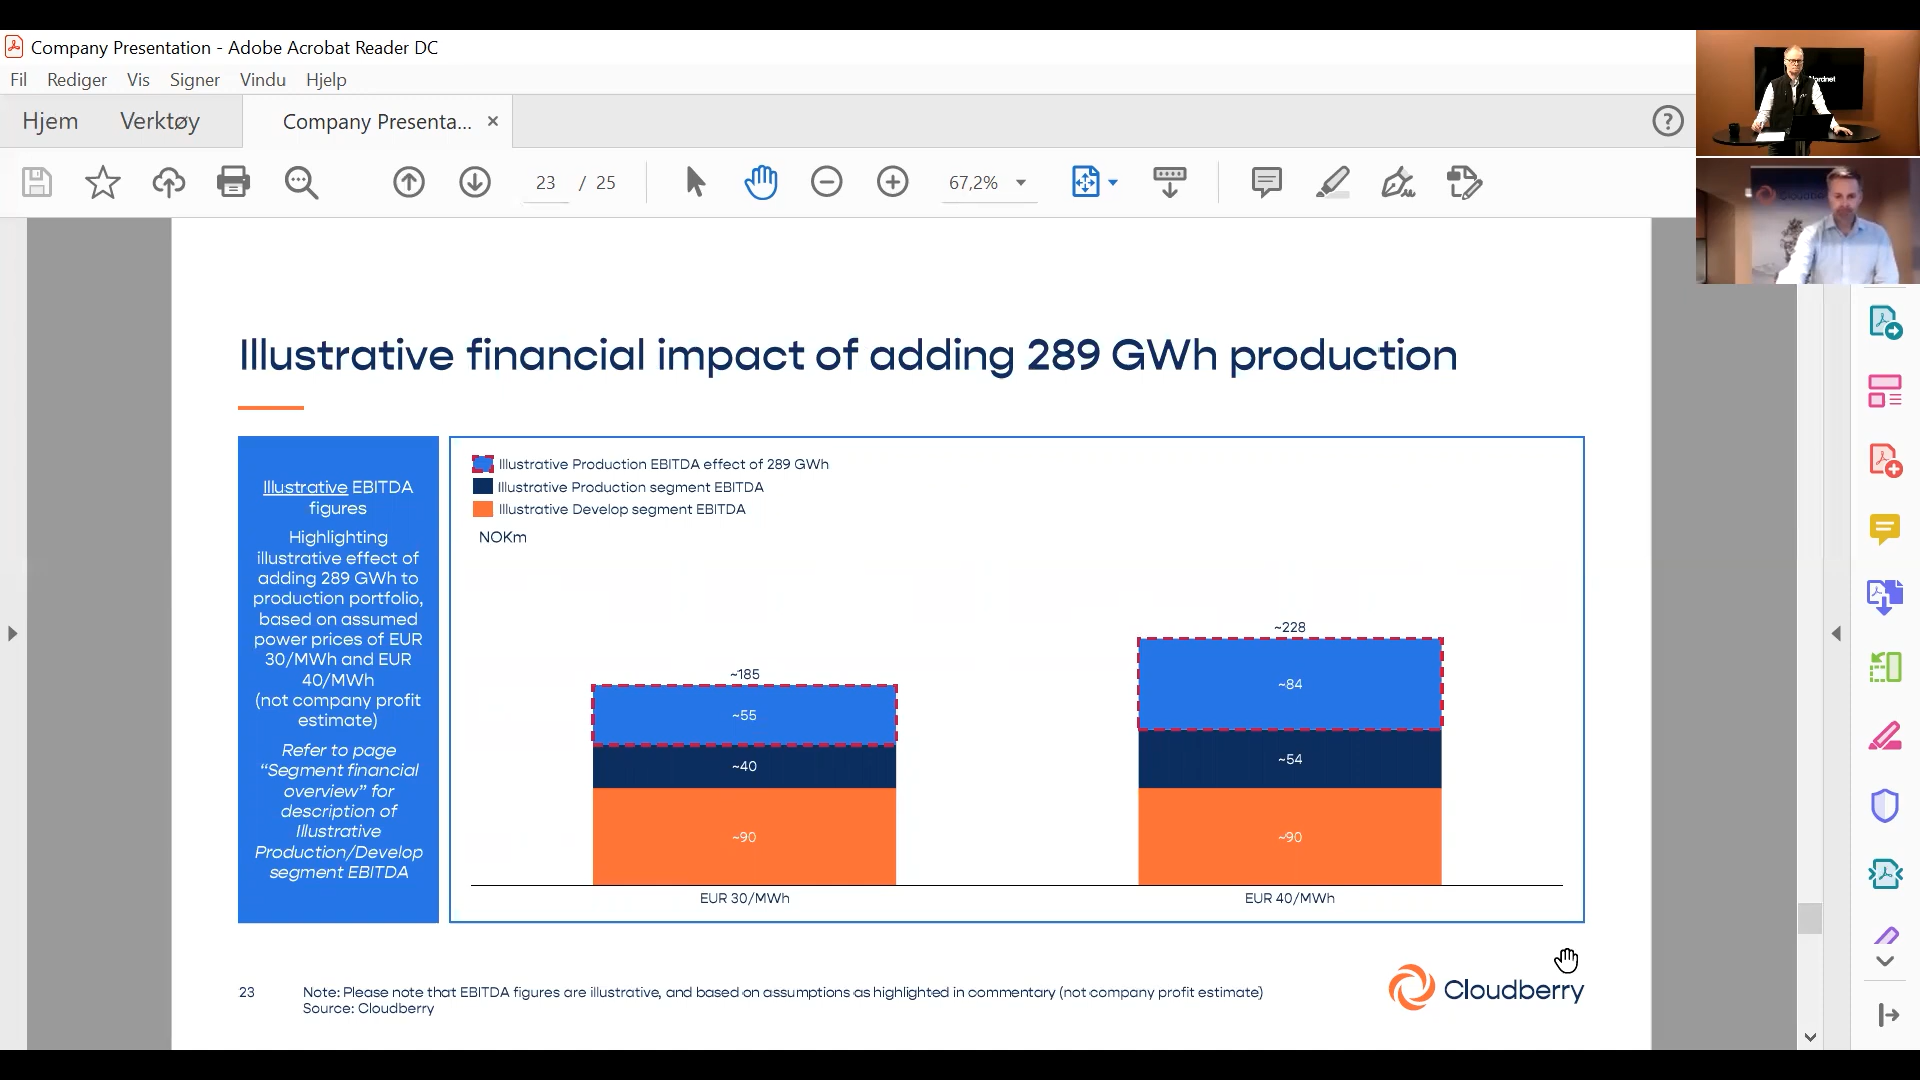 Company Presentation - Adobe Acrobat Reader DC
Fil Rediger Vis Signer Vindu Hjelp
Hjem Verktøy Company Presenta... ×
23 / 25 67,2%
Illustrative financial impact of adding 289 GWh production
Illustrative EBITDA
figures
Highlighting
illustrative effect of
adding 289 GWh to
production portfolio,
based on assumed
power prices of EUR
30/MWh and EUR
40/MWh
(not company profit
estimate)
Refer to page
“Segment financial
overview” for
description of
Illustrative
Production/Develop
segment EBITDA
Illustrative Production EBITDA effect of 289 GWh
Illustrative Production segment EBITDA
Illustrative Develop segment EBITDA
NOKm
~185
~55
~40
~90
EUR 30/MWh
~228
~84
~54
~90
EUR 40/MWh
23
Note: Please note that EBITDA figures are illustrative, and based on assumptions as highlighted in commentary (not company profit estimate)
Source: Cloudberry
Cloudberry